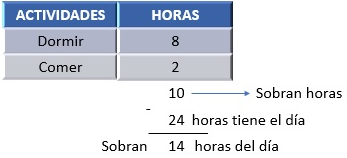 ACTIVIDADES HORAS
Dormir 8
Comer 2
10 Sobran horas
-
24 horas tiene el día
Sobran 14 horas del día